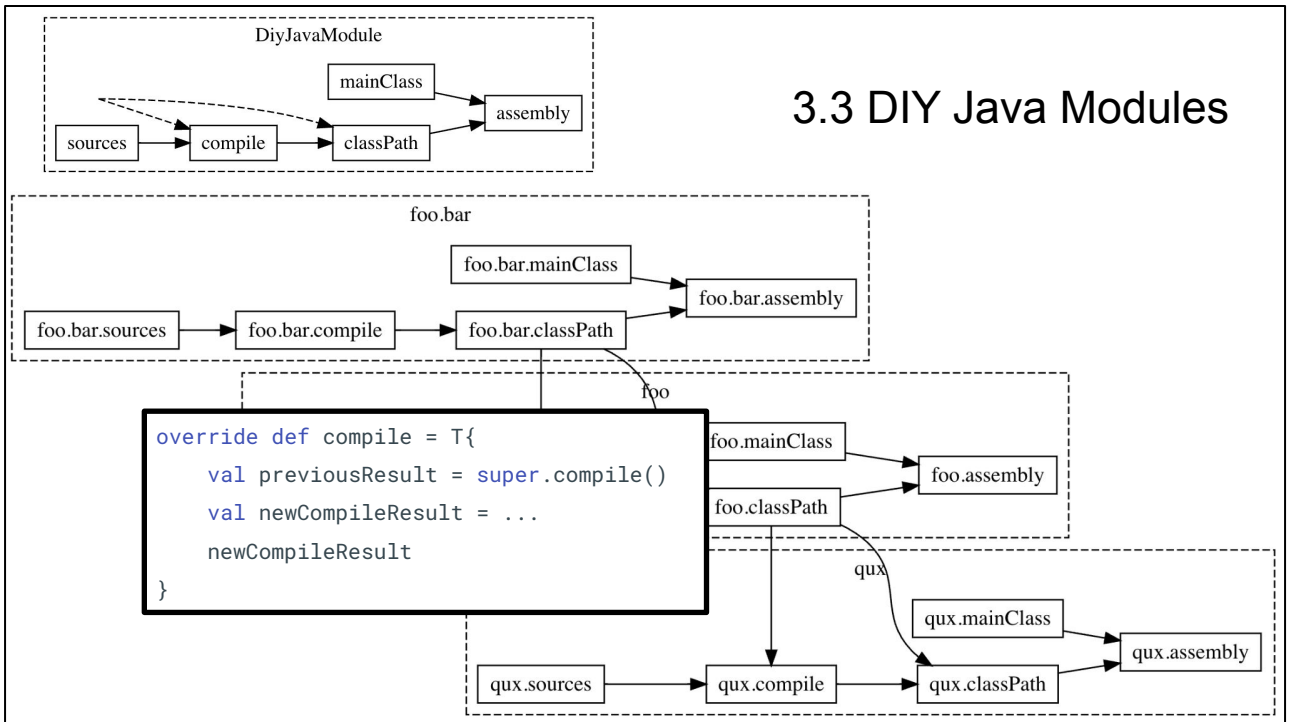 DiyJavaModule
mainClass
assembly
sources
compile
classPath
3.3 DIY Java Modules
foo.bar
foo.bar.mainClass
foo.bar.assembly
foo.bar.sources
foo.bar.compile
foo.bar.classPath
foo
foo.mainClass
foo.assembly
foo.classPath
override def compile = T{
val previousResult = super.compile()
val newCompileResult = ...
newCompileResult
}
qux
qux.mainClass
qux.assembly
qux.sources
qux.compile
qux.classPath